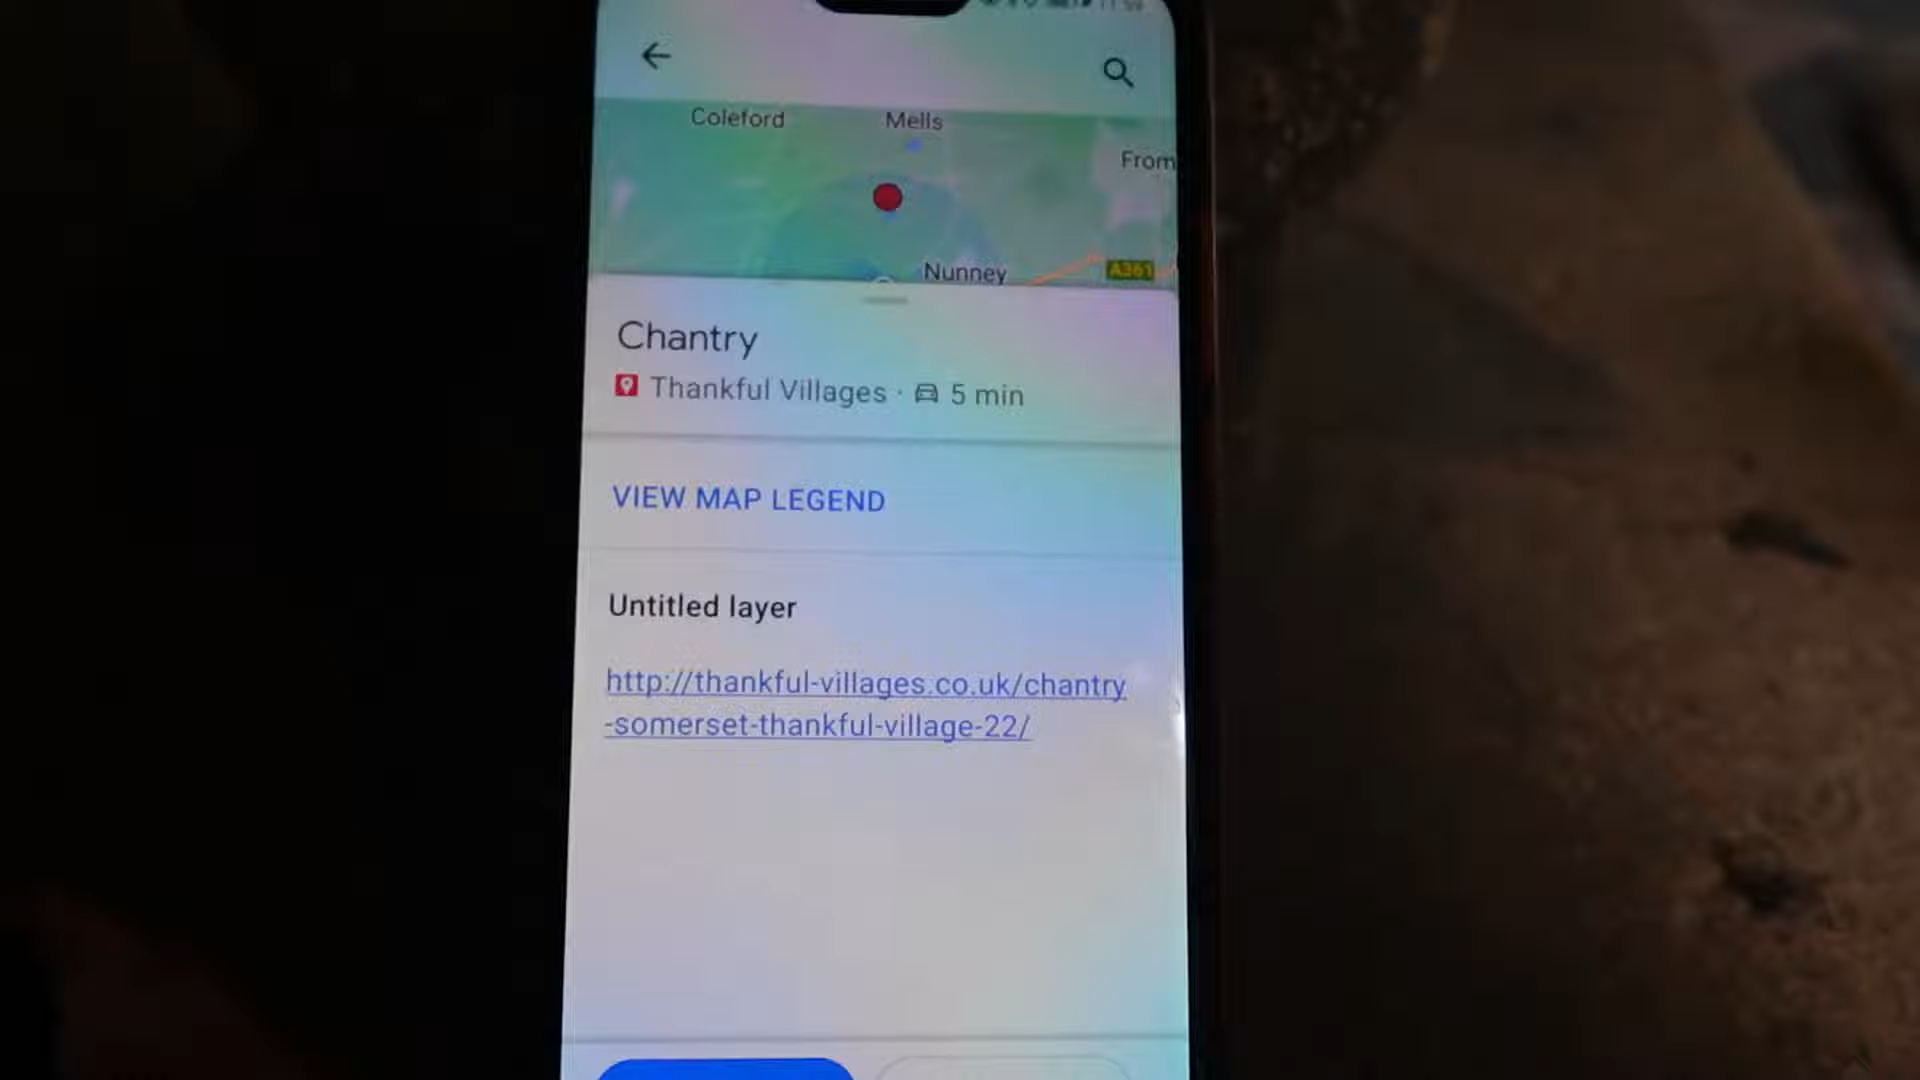 Coleford
Mells
From
Nunney
A361
Chantry
Thankful Villages · 5 min
VIEW MAP LEGEND
Untitled layer
http://thankful-villages.co.uk/chantry
-somerset-thankful-village-22/